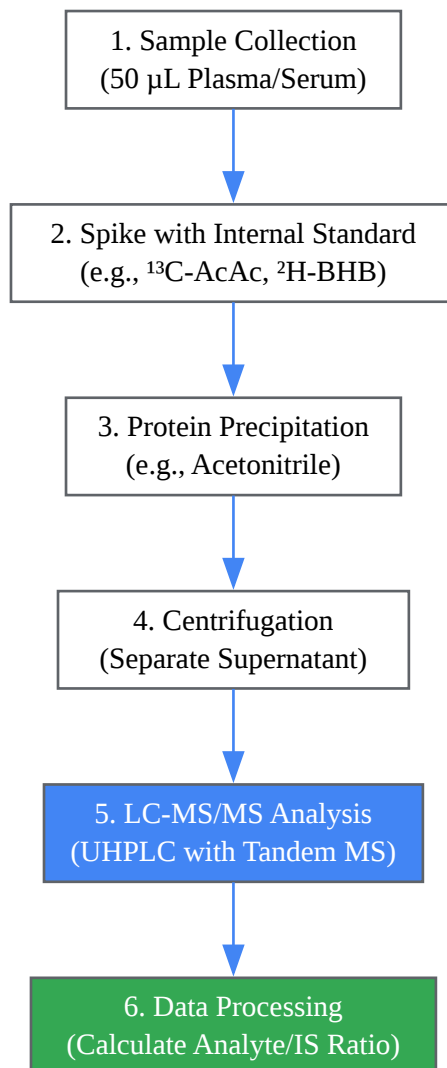 1. Sample Collection
(50 µL Plasma/Serum)
2. Spike with Internal Standard
(e.g., ¹³C-AcAc, ²H-BHB)
3. Protein Precipitation
(e.g., Acetonitrile)
4. Centrifugation
(Separate Supernatant)
5. LC-MS/MS Analysis
(UHPLC with Tandem MS)
6. Data Processing
(Calculate Analyte/IS Ratio)